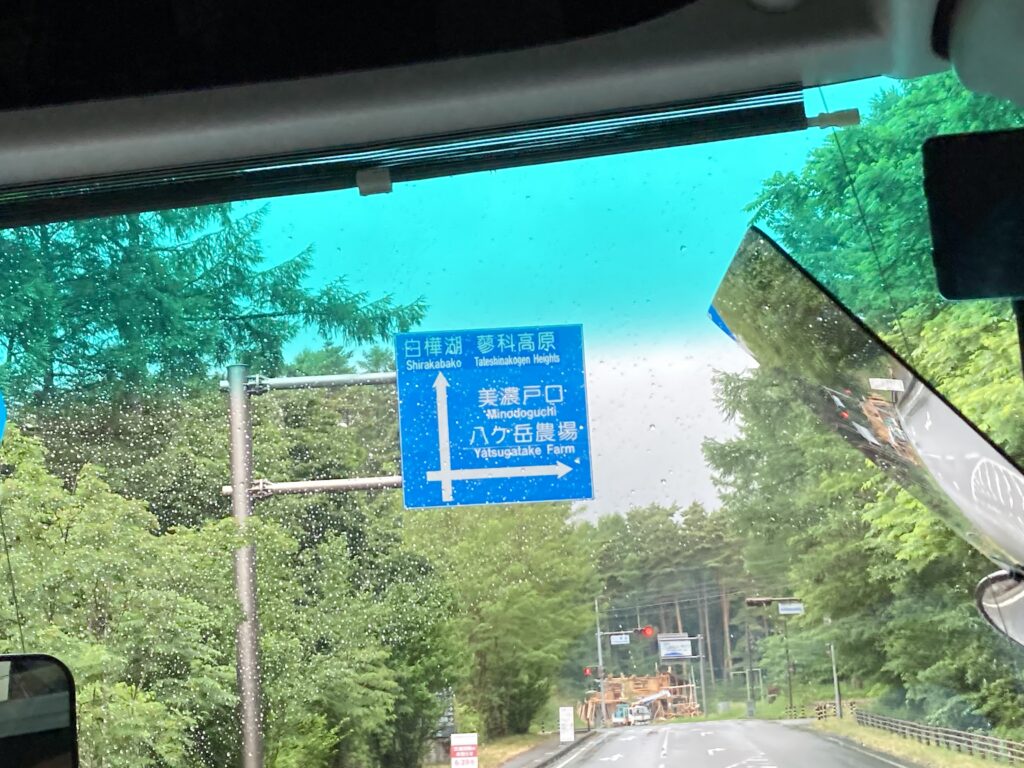 白樺湖 蓼科高原
Shirakabako Tateshinakogen Heights
美濃戸口
Minodoguchi
八ケ岳農場
Yatsugatake Farm